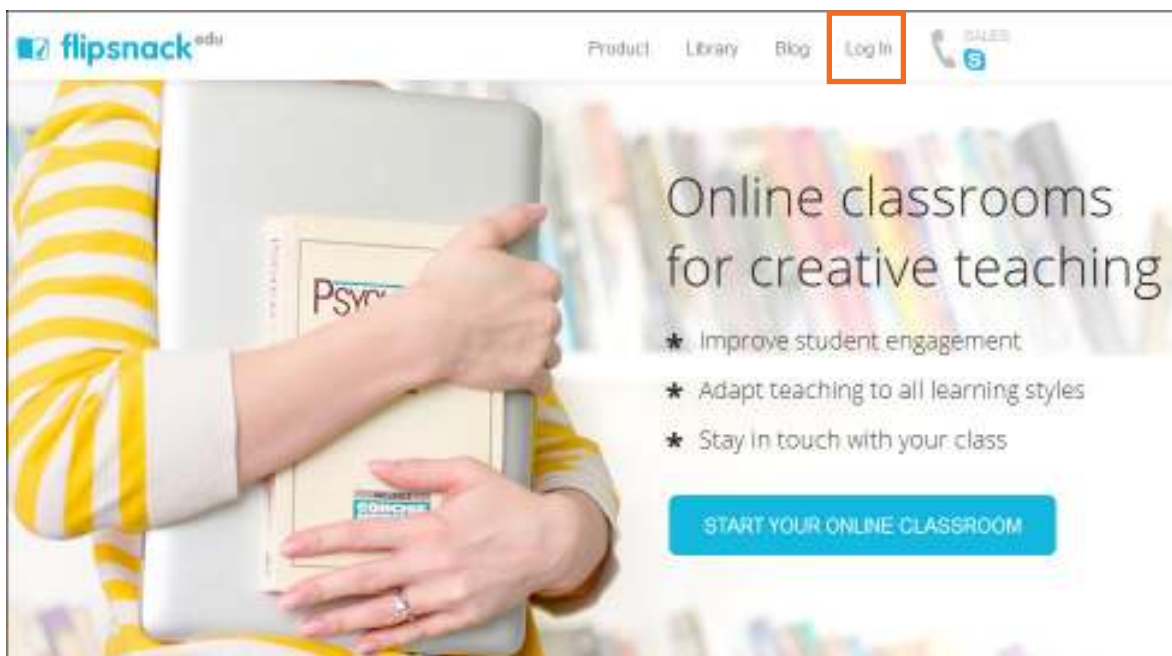 flipsnack edu
Product Library Blog Log In SALES
Online classrooms
for creative teaching
* Improve student engagement
* Adapt teaching to all learning styles
* Stay in touch with your class
START YOUR ONLINE CLASSROOM
CONCISE